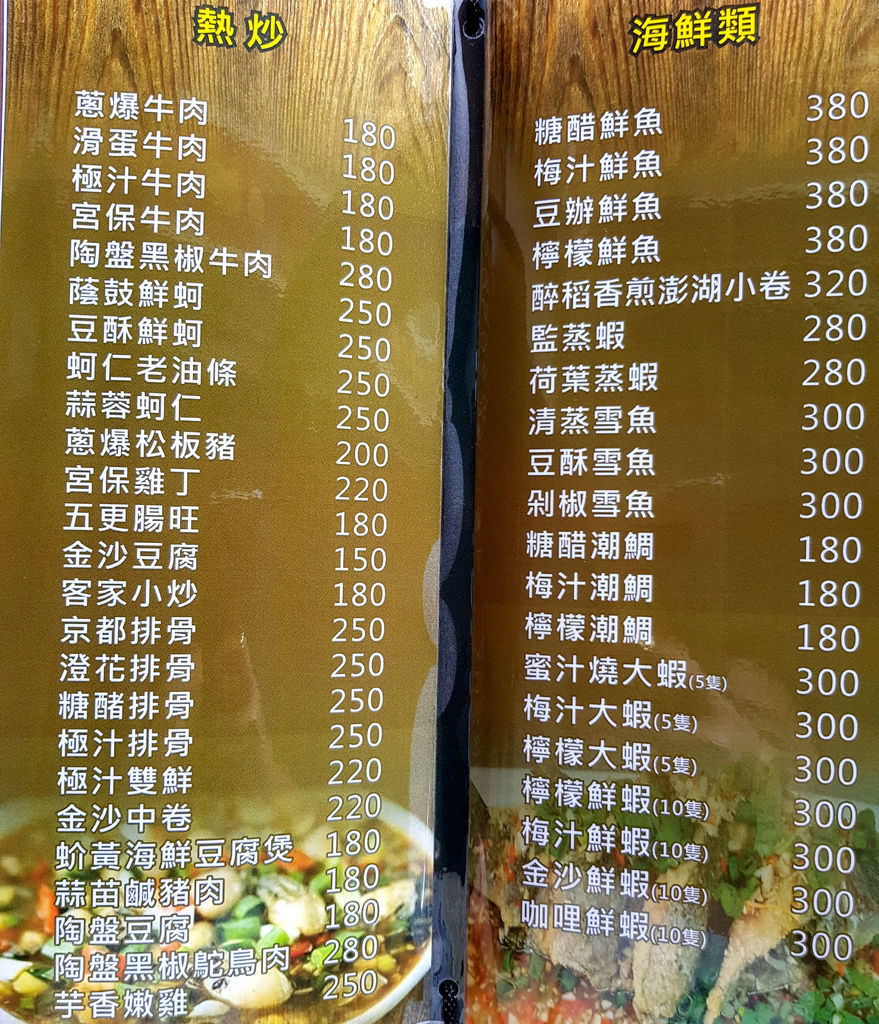 熱炒
蔥爆牛肉 180
滑蛋牛肉 180
極汁牛肉 180
宮保牛肉 180
陶盤黑椒牛肉 280
蔭鼓鮮蚵 250
豆酥鮮蚵 250
蚵仁老油條 250
蒜蓉蚵仁 250
蔥爆松板豬 200
宮保雞丁 220
五更腸旺 180
金沙豆腐 150
客家小炒 180
京都排骨 250
澄花排骨 250
糖醏排骨 250
極汁排骨 250
極汁雙鮮 220
金沙中卷 220
蚧黃海鮮豆腐煲 180
蒜苗鹹豬肉 180
陶盤豆腐 180
陶盤黑椒鴕鳥肉 280
芋香嫩雞 250
海鮮類
糖醋鮮魚 380
梅汁鮮魚 380
豆辦鮮魚 380
檸檬鮮魚 380
醉稻香煎澎湖小卷 320
監蒸蝦 280
荷葉蒸蝦 280
清蒸雪魚 300
豆酥雪魚 300
剁椒雪魚 300
糖醋潮鯛 180
梅汁潮鯛 180
檸檬潮鯛 180
蜜汁燒大蝦(5隻) 300
梅汁大蝦(5隻) 300
檸檬大蝦(5隻) 300
檸檬鮮蝦(10隻) 300
梅汁鮮蝦(10隻) 300
金沙鮮蝦(10隻) 300
咖哩鮮蝦(10隻) 300